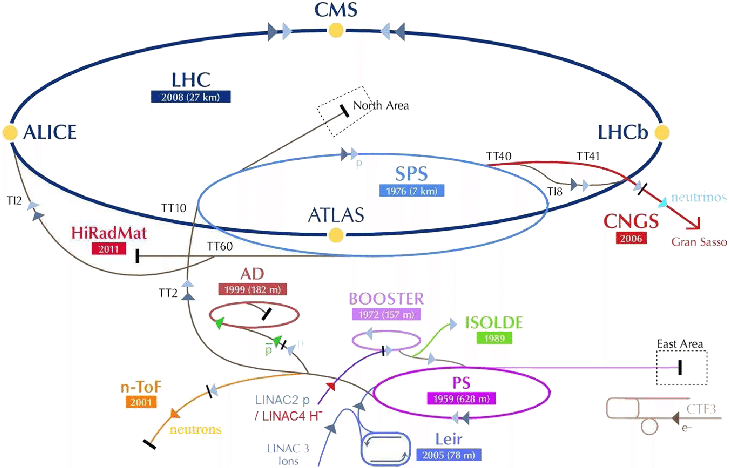 CMS
LHC
2008 (27 km)
North Area
ALICE
LHCb
TT40
TT41
SPS
1976 (7 km)
p
TI8
TI2
TT10
neutrinos
ATLAS
CNGS
2006
Gran Sasso
HiRadMat
2011
TT60
AD
1999 (182 m)
TT2
BOOSTER
1972 (157 m)
ISOLDE
1989
p̅
p
East Area
n-ToF
2001
PS
1959 (628 m)
LINAC2 p
/ LINAC4 H⁻
neutrons
CTF3
e-
LINAC 3
Ions
Leir
2005 (78 m)